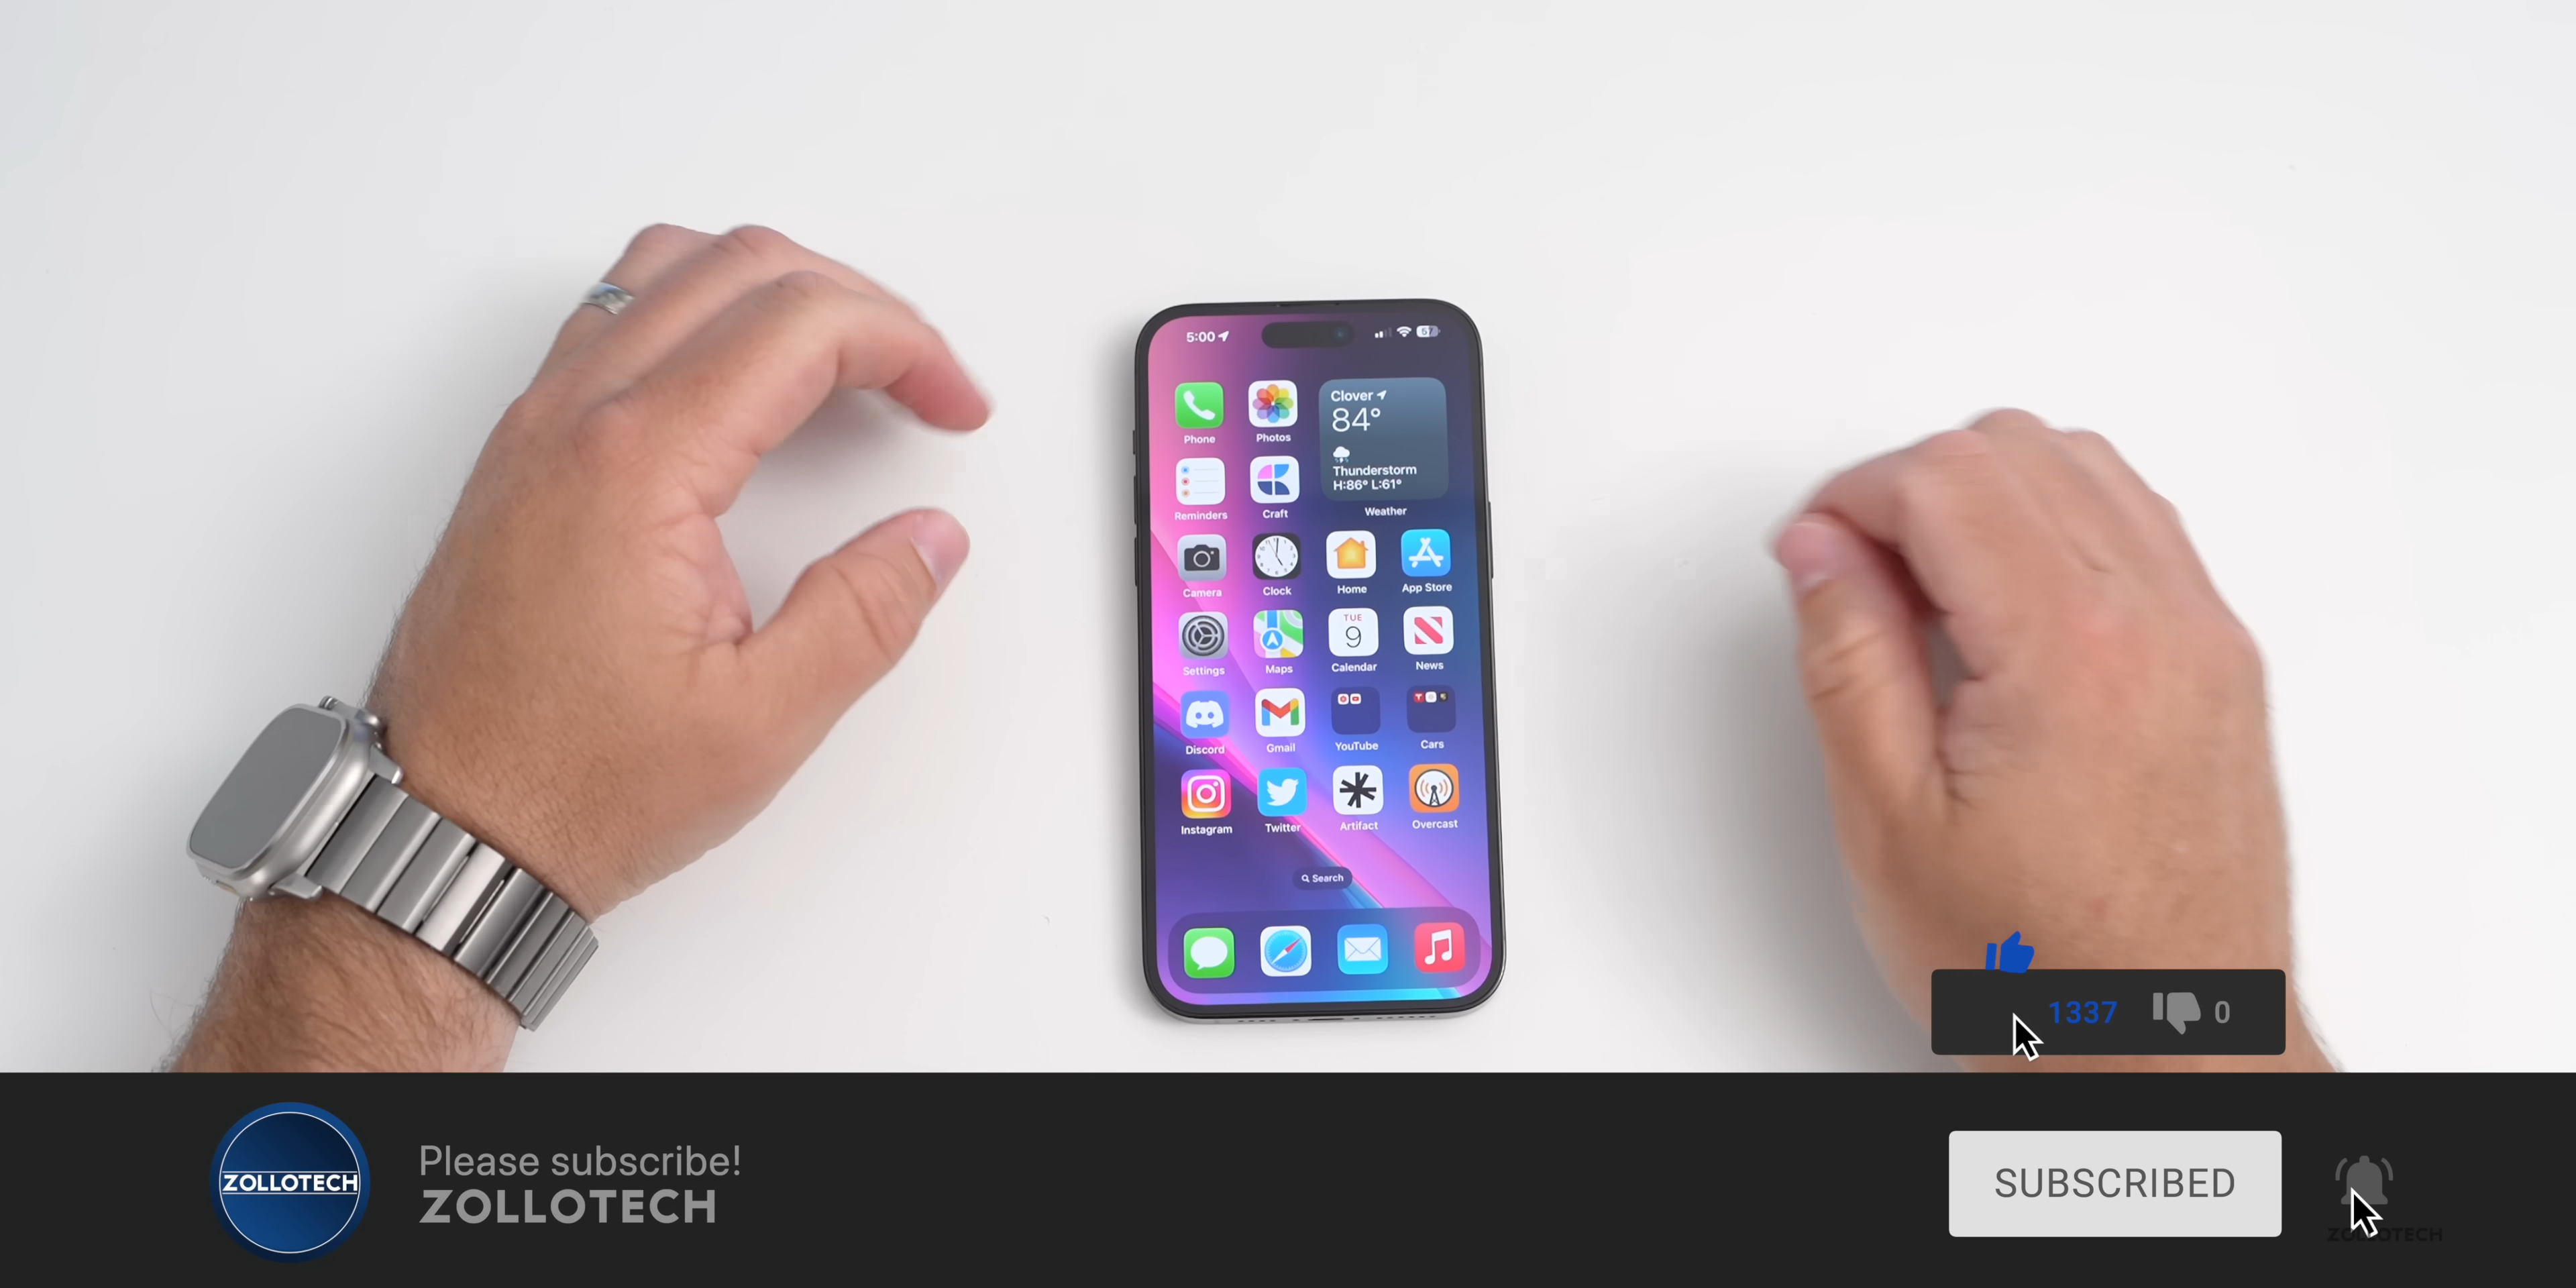 5:00
57
Clover
84°
Thunderstorm
H:86° L:61°
Weather
Phone
Photos
Reminders
Craft
Camera
Clock
Home
App Store
TUE
9
Settings
Maps
Calendar
News
Discord
Gmail
YouTube
Cars
Instagram
Twitter
Artifact
Overcast
Search
1337
0
ZOLLOTECH
Please subscribe!
ZOLLOTECH
SUBSCRIBED
ZOLLOTECH